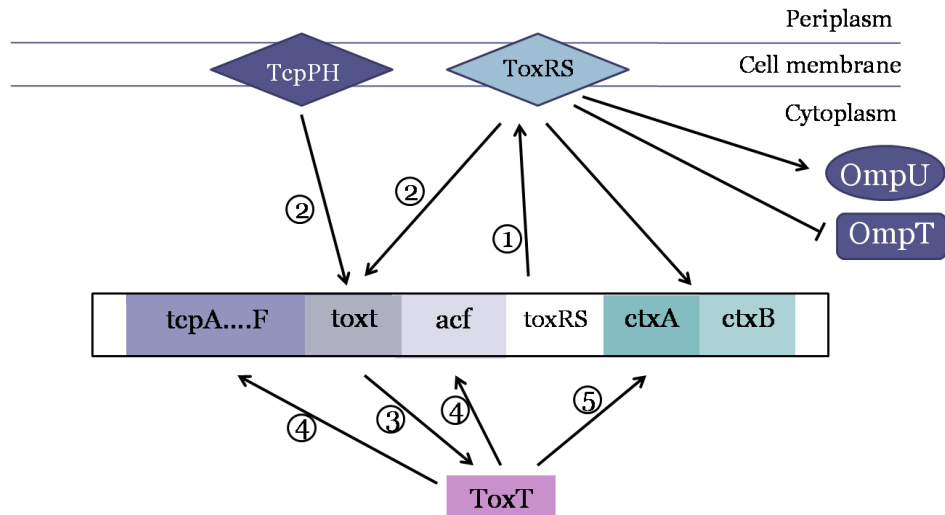 Periplasm
TcpPH
ToxRS
Cell membrane
Cytoplasm
OmpU
②
②
①
OmpT
tcpA....F
toxt
acf
toxRS
ctxA
ctxB
④
③
④
⑤
ToxT